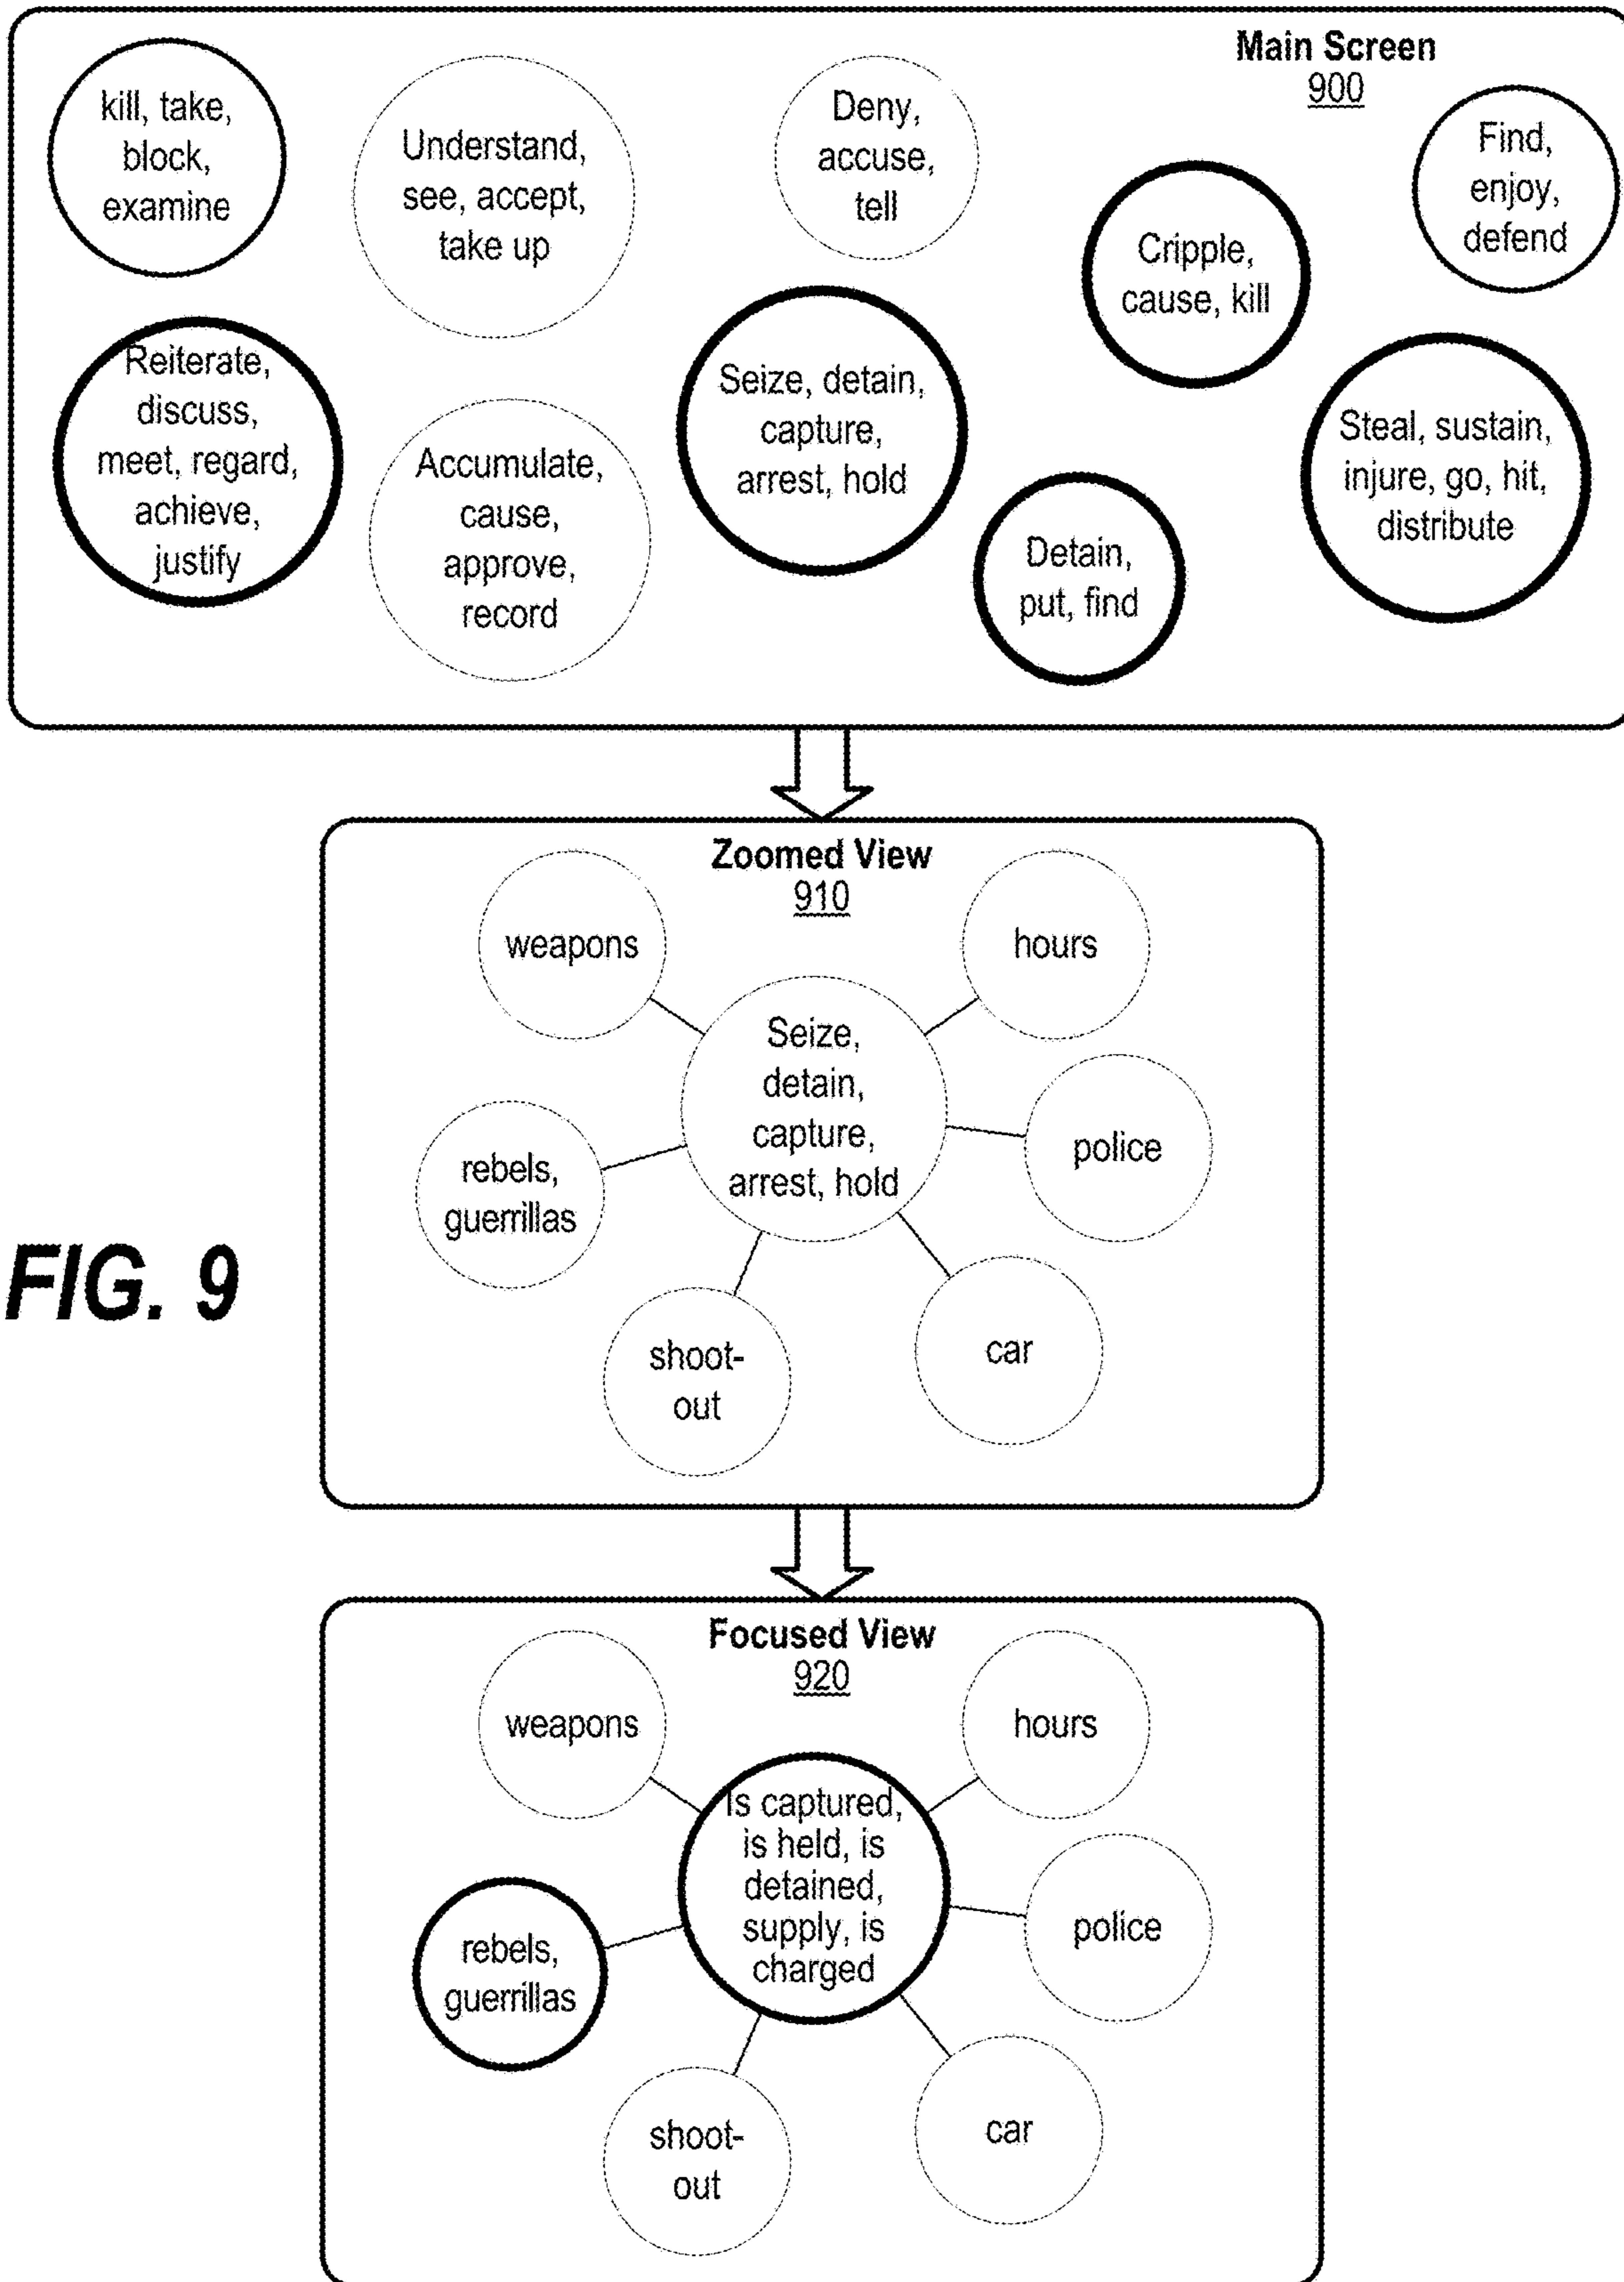 Main Screen
900
kill, take,
block,
examine
Understand,
see, accept,
take up
Deny,
accuse,
tell
Cripple,
cause, kill
Find,
enjoy,
defend
Reiterate,
discuss,
meet, regard,
achieve,
justify
Accumulate,
cause,
approve,
record
Seize, detain,
capture,
arrest, hold
Detain,
put, find
Steal, sustain,
injure, go, hit,
distribute
Zoomed View
910
weapons
hours
Seize,
detain,
capture,
arrest, hold
rebels,
guerrillas
police
shoot-
out
car
FIG. 9
Focused View
920
weapons
hours
Is captured,
is held, is
detained,
supply, is
charged
rebels,
guerrillas
police
shoot-
out
car